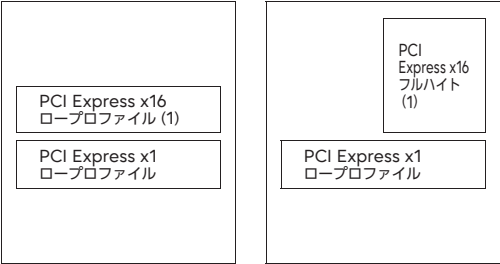 PCI Express x16
ロープロファイル (1)
PCI Express x1
ロープロファイル
PCI
Express x16
フルハイト
(1)
PCI Express x1
ロープロファイル